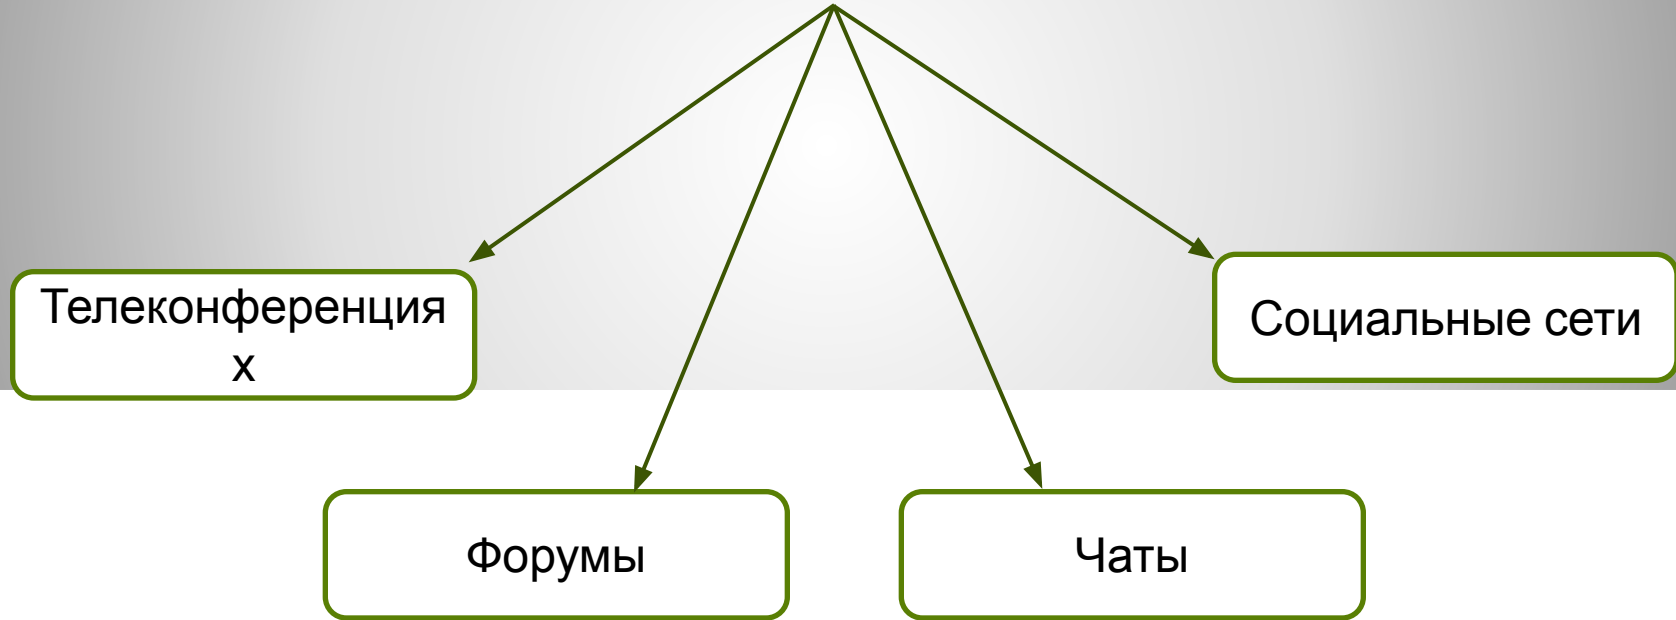 Телеконференция
х
Социальные сети
Форумы
Чаты